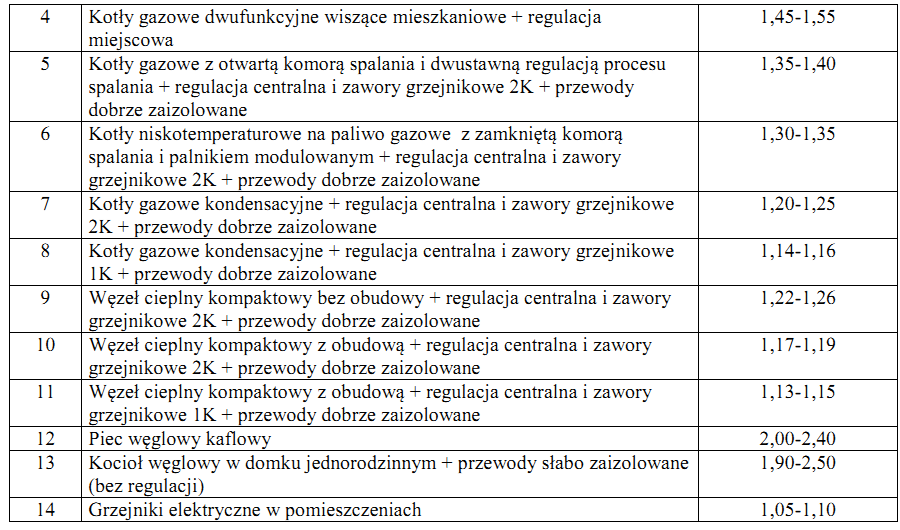 4 Kotły gazowe dwufunkcyjne wiszące mieszkaniowe + regulacja 1,45-1,55
miejscowa
5 Kotły gazowe z otwartą komorą spalania i dwustawną regulacją procesu 1,35-1,40
spalania + regulacja centralna i zawory grzejnikowe 2K + przewody
dobrze zaizolowane
6 Kotły niskotemperaturowe na paliwo gazowe z zamkniętą komorą 1,30-1,35
spalania i palnikiem modulowanym + regulacja centralna i zawory
grzejnikowe 2K + przewody dobrze zaizolowane
7 Kotły gazowe kondensacyjne + regulacja centralna i zawory grzejnikowe 1,20-1,25
2K + przewody dobrze zaizolowane
8 Kotły gazowe kondensacyjne + regulacja centralna i zawory grzejnikowe 1,14-1,16
1K + przewody dobrze zaizolowane
9 Węzeł cieplny kompaktowy bez obudowy + regulacja centralna i zawory 1,22-1,26
grzejnikowe 2K + przewody dobrze zaizolowane
10 Węzeł cieplny kompaktowy z obudową + regulacja centralna i zawory 1,17-1,19
grzejnikowe 2K + przewody dobrze zaizolowane
11 Węzeł cieplny kompaktowy z obudową + regulacja centralna i zawory 1,13-1,15
grzejnikowe 1K + przewody dobrze zaizolowane
12 Piec węglowy kaflowy 2,00-2,40
13 Kocioł węglowy w domku jednorodzinnym + przewody słabo zaizolowane 1,90-2,50
(bez regulacji)
14 Grzejniki elektryczne w pomieszczeniach 1,05-1,10